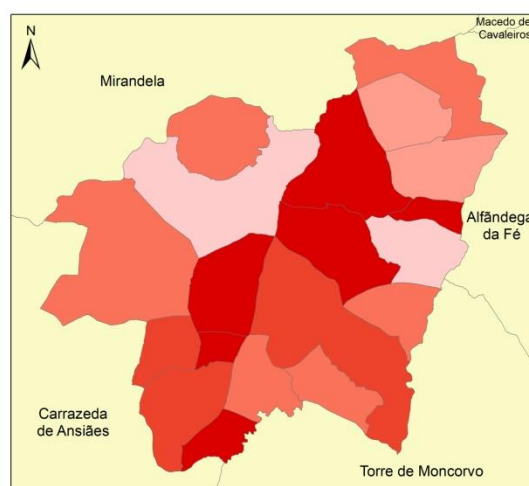 Macedo de
Cavaleiros
N
Mirandela
Alfândega
da Fé
Carrazeda
de Ansiães
Torre de Moncorvo